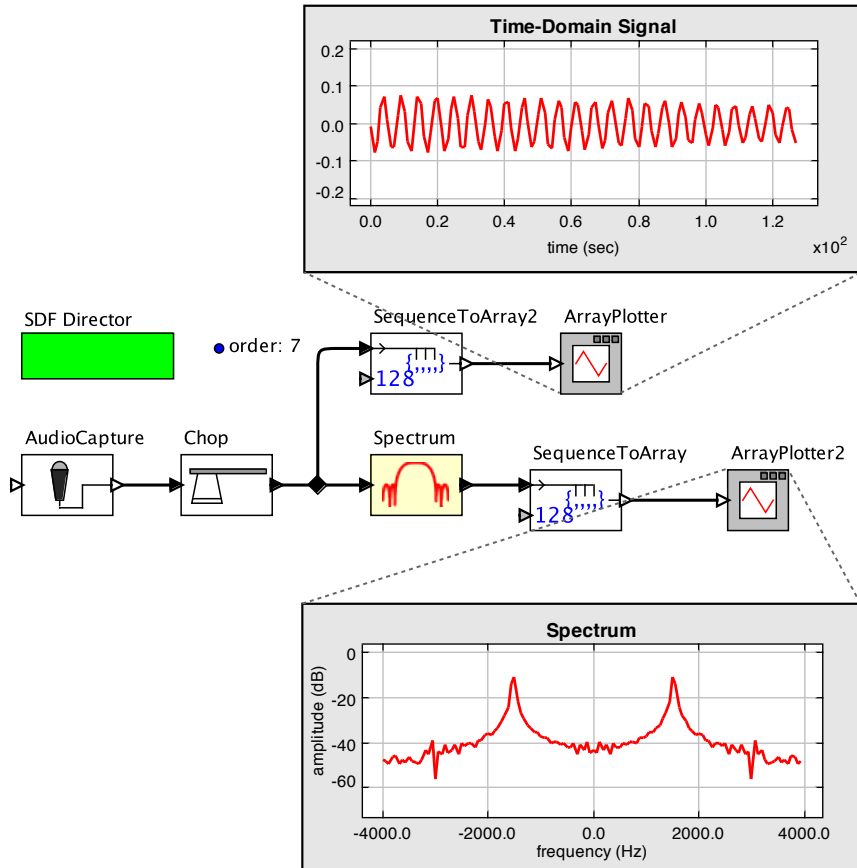 Time-Domain Signal
0.2
0.1
0.0
-0.1
-0.2
0.0 0.2 0.4 0.6 0.8 1.0 1.2
time (sec) x10²
SDF Director
order: 7
SequenceToArray2
ArrayPlotter
{,,,,}
128
AudioCapture
Chop
Spectrum
SequenceToArray
ArrayPlotter2
{,,,,}
128
Spectrum
0
-20
-40
-60
amplitude (dB)
-4000.0 -2000.0 0.0 2000.0 4000.0
frequency (Hz)